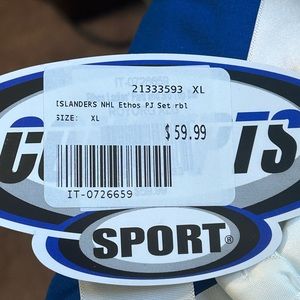 21333593 XL
ISLANDERS NHL Ethos PJ Set rbl
SIZE: XL
$59.99
IT-0726659
SPORT®